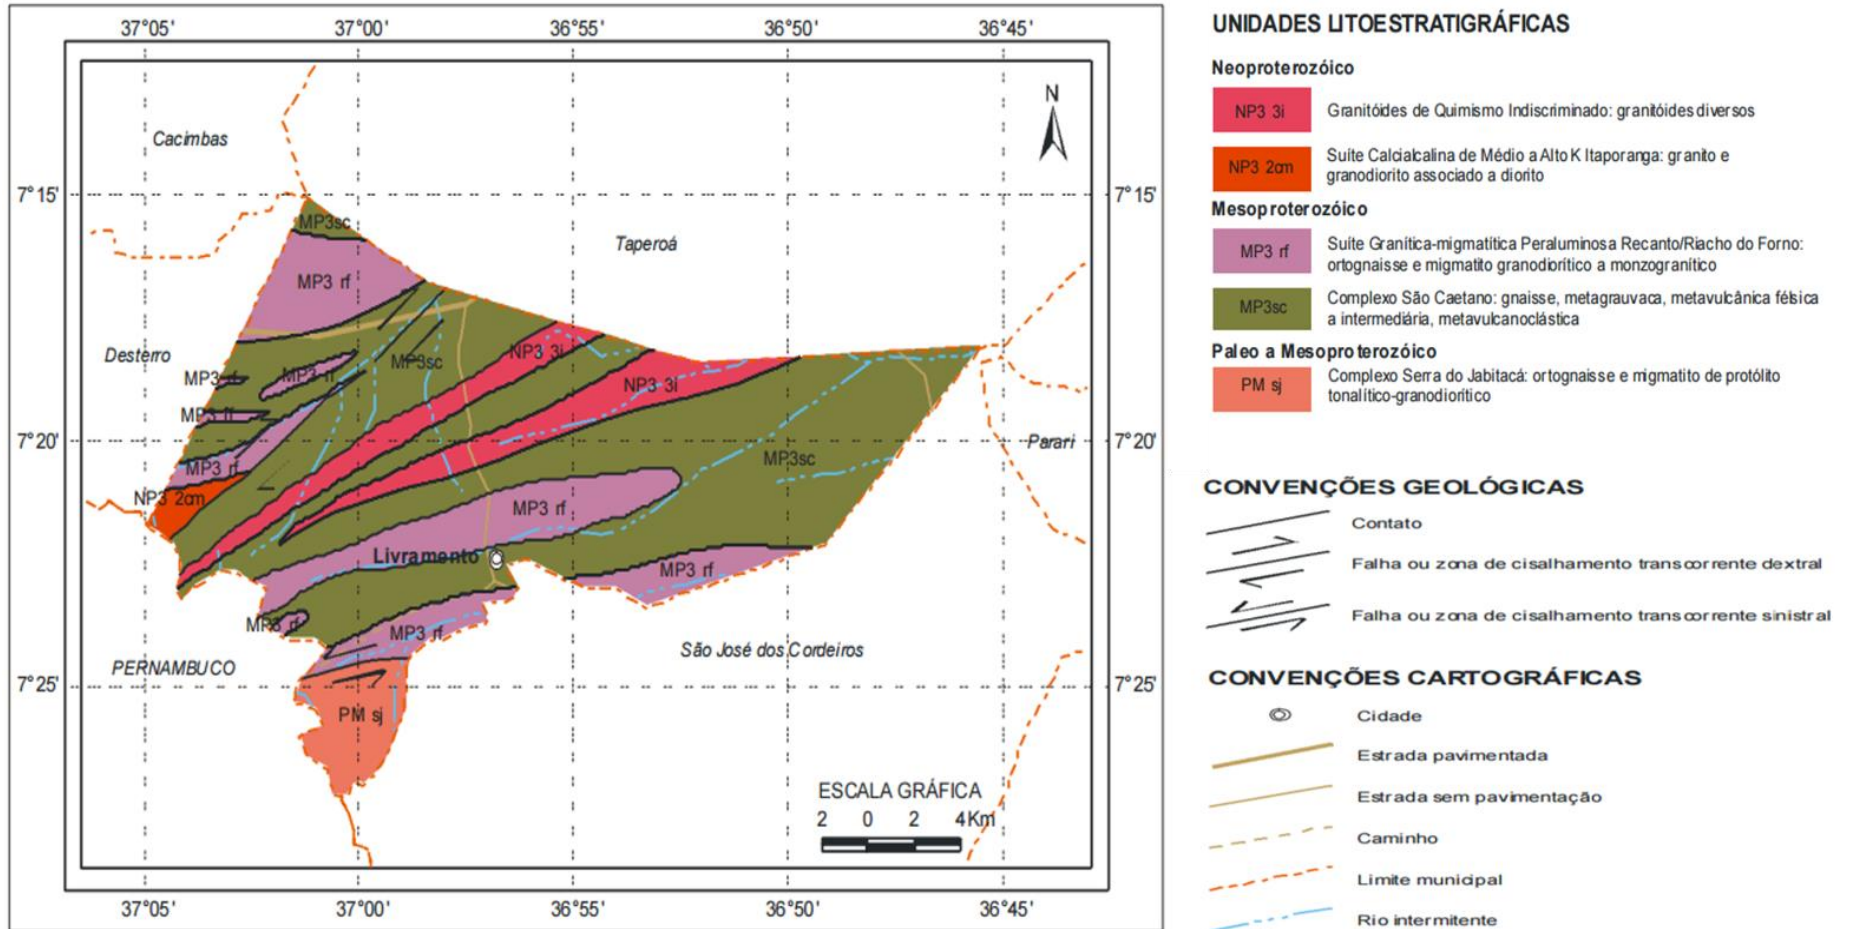 37°05' 37°00' 36°55' 36°50' 36°45'
N
Cacimbas
7°15' 7°15'
MP3sc
Taperoá
MP3 rf
Desterro
NP3 3i
MP3sc
MP3 rf
MP3 rf
NP3 3i
MP3 rf
7°20' 7°20'
Parari
MP3sc
MP3 rf
NP3 2cm
MP3 rf
Livramento
MP3 rf
MP3 rf
MP3 rf
São José dos Cordeiros
PERNAMBUCO
7°25' 7°25'
PM sj
ESCALA GRÁFICA
2 0 2 4Km
37°05' 37°00' 36°55' 36°50' 36°45'
UNIDADES LITOESTRATIGRÁFICAS
Neoproterozóico
NP3 3i Granitóides de Quimismo Indiscriminado: granitóides diversos
NP3 2cm Suíte Calcialcalina de Médio a Alto K Itaporanga: granito e
granodiorito associado a diorito
Mesoproterozóico
MP3 rf Suíte Granítica-migmatítica Peraluminosa Recanto/Riacho do Forno:
ortognaisse e migmatito granodiorítico a monzogranítico
MP3sc Complexo São Caetano: gnaisse, metagrauvaca, metavulcânica félsica
a intermediária, metavulcanoclástica
Paleo a Mesoproterozóico
PM sj Complexo Serra do Jabitacá: ortognaisse e migmatito de protólito
tonalítico-granodiorítico
CONVENÇÕES GEOLÓGICAS
Contato
Falha ou zona de cisalhamento transcorrente dextral
Falha ou zona de cisalhamento transcorrente sinistral
CONVENÇÕES CARTOGRÁFICAS
Cidade
Estrada pavimentada
Estrada sem pavimentação
Caminho
Limite municipal
Rio intermitente